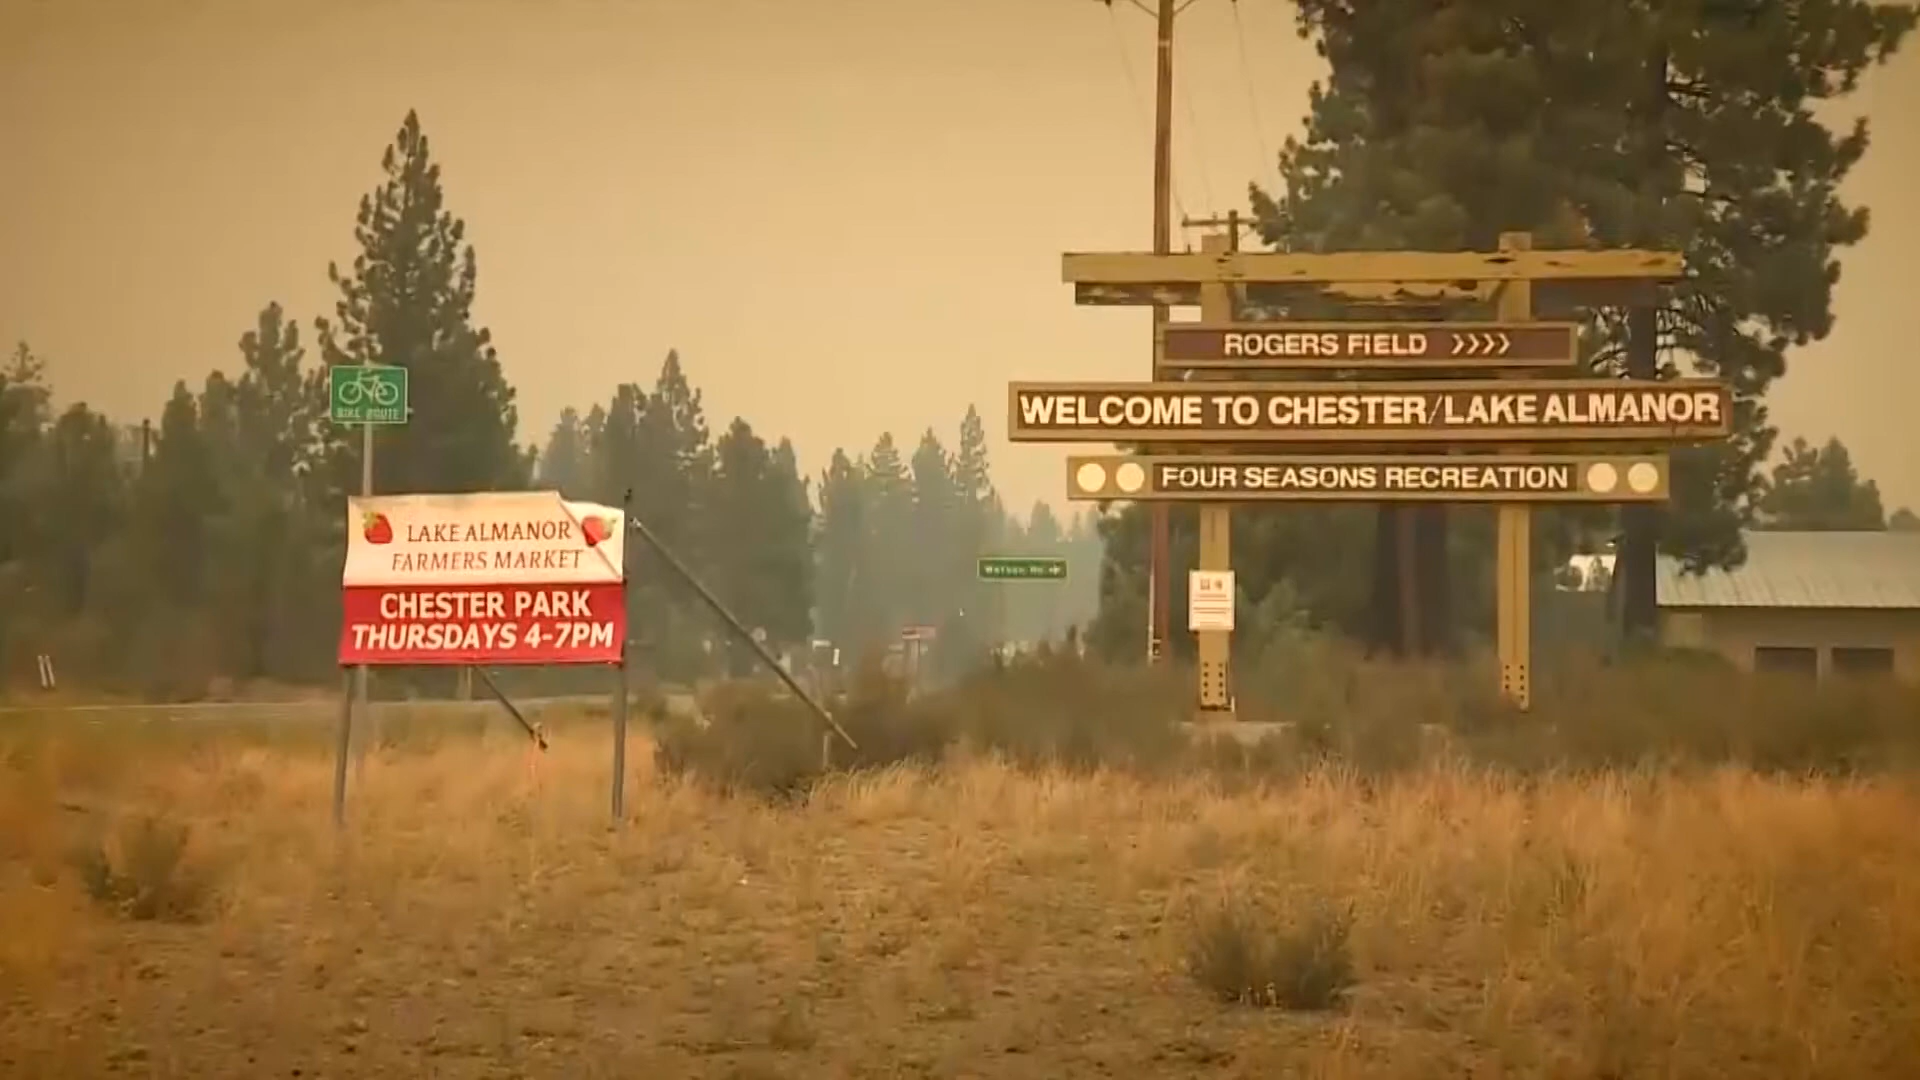 BIKE ROUTE
LAKE ALMANOR
FARMERS MARKET
CHESTER PARK
THURSDAYS 4-7PM
ROGERS FIELD >>>>
WELCOME TO CHESTER/LAKE ALMANOR
FOUR SEASONS RECREATION